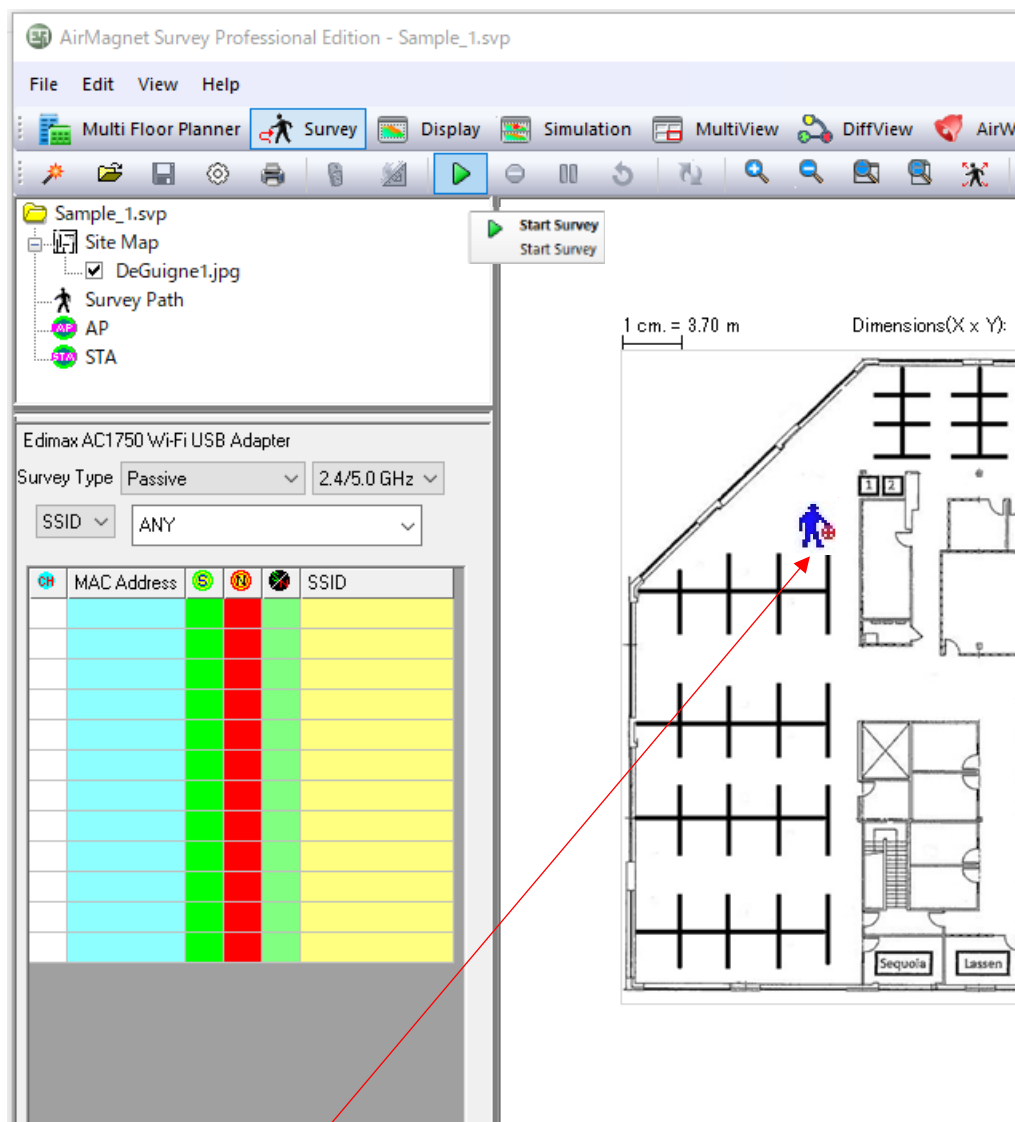 AirMagnet Survey Professional Edition - Sample_1.svp
File Edit View Help
Multi Floor Planner Survey Display Simulation MultiView DiffView AirW
Sample_1.svp
Site Map
DeGuigne1.jpg
Survey Path
AP AP
STA STA
Start Survey
Start Survey
1 cm. = 3.70 m Dimensions(X x Y):
1 2
Edimax AC1750 Wi-Fi USB Adapter
Survey Type Passive 2.4/5.0 GHz
SSID ANY
CH MAC Address S N SSID
Sequoia Lassen